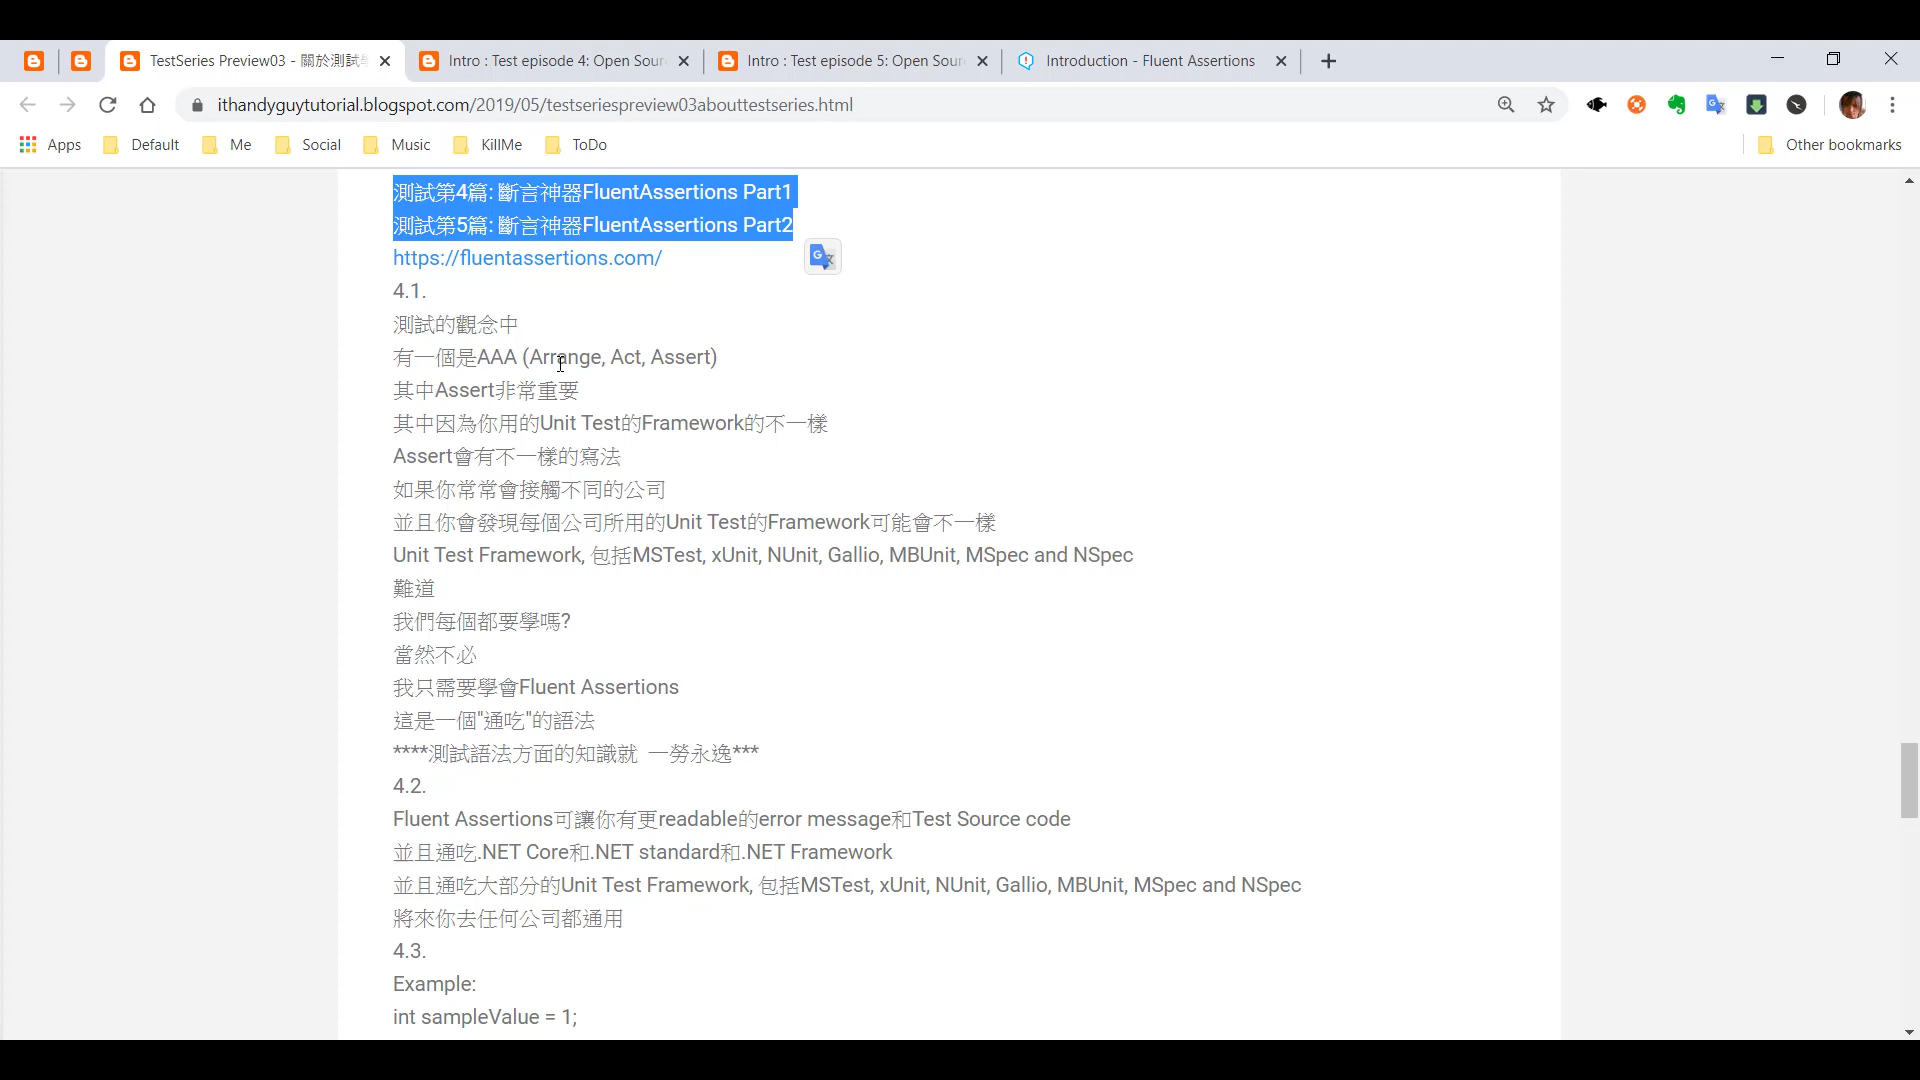 TestSeries Preview03 - 關於測試
Intro : Test episode 4: Open Sour
Intro : Test episode 5: Open Sour
Introduction - Fluent Assertions
ithandyguytutorial.blogspot.com/2019/05/testseriespreview03abouttestseries.html
Apps
Default
Me
Social
Music
KillMe
ToDo
Other bookmarks
測試第4篇: 斷言神器FluentAssertions Part1
測試第5篇: 斷言神器FluentAssertions Part2
https://fluentassertions.com/
4.1.
測試的觀念中
有一個是AAA (Arrange, Act, Assert)
其中Assert非常重要
其中因為你用的Unit Test的Framework的不一樣
Assert會有不一樣的寫法
如果你常常會接觸不同的公司
並且你會發現每個公司所用的Unit Test的Framework可能會不一樣
Unit Test Framework, 包括MSTest, xUnit, NUnit, Gallio, MBUnit, MSpec and NSpec
難道
我們每個都要學嗎?
當然不必
我只需要學會Fluent Assertions
這是一個"通吃"的語法
****測試語法方面的知識就 一勞永逸***
4.2.
Fluent Assertions可讓你有更readable的error message和Test Source code
並且通吃.NET Core和.NET standard和.NET Framework
並且通吃大部分的Unit Test Framework, 包括MSTest, xUnit, NUnit, Gallio, MBUnit, MSpec and NSpec
將來你去任何公司都通用
4.3.
Example:
int sampleValue = 1;